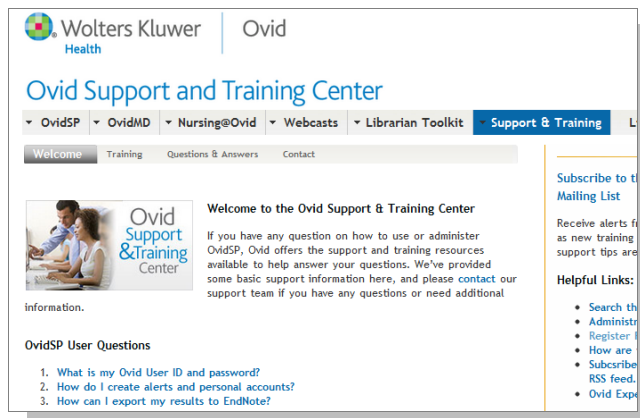 Wolters Kluwer
Health
Ovid
Ovid Support and Training Center
OvidSP OvidMD Nursing@Ovid Webcasts Librarian Toolkit Support & Training
Welcome Training Questions & Answers Contact
Ovid
Support
&Training
Center
Welcome to the Ovid Support & Training Center
If you have any question on how to use or administer
OvidSP, Ovid offers the support and training resources
available to help answer your questions. We've provided
some basic support information here, and please contact our
support team if you have any questions or need additional
information.
OvidSP User Questions
1. What is my Ovid User ID and password?
2. How do I create alerts and personal accounts?
3. How can I export my results to EndNote?
Subscribe to
Mailing List
Receive alerts
as new training
support tips are
Helpful Links:
Search
Register
How are
Subcsribe
RSS feed.
Ovid